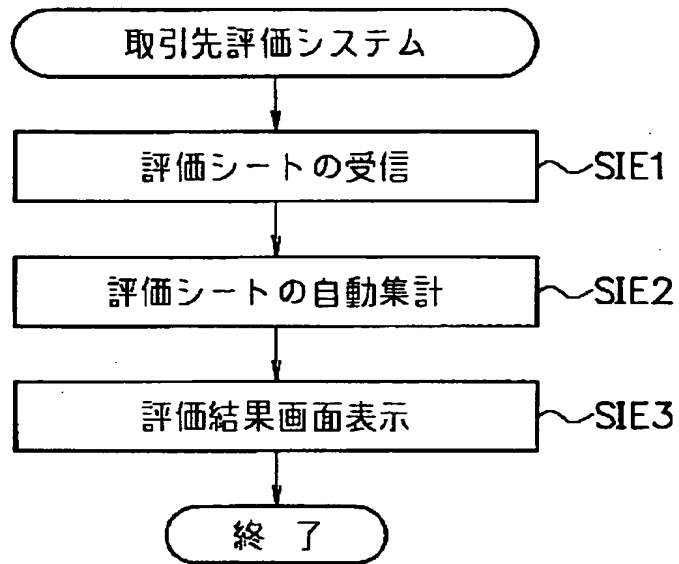 取引先評価システム
評価シートの受信 SIE1
評価シートの自動集計 SIE2
評価結果画面表示 SIE3
終 了